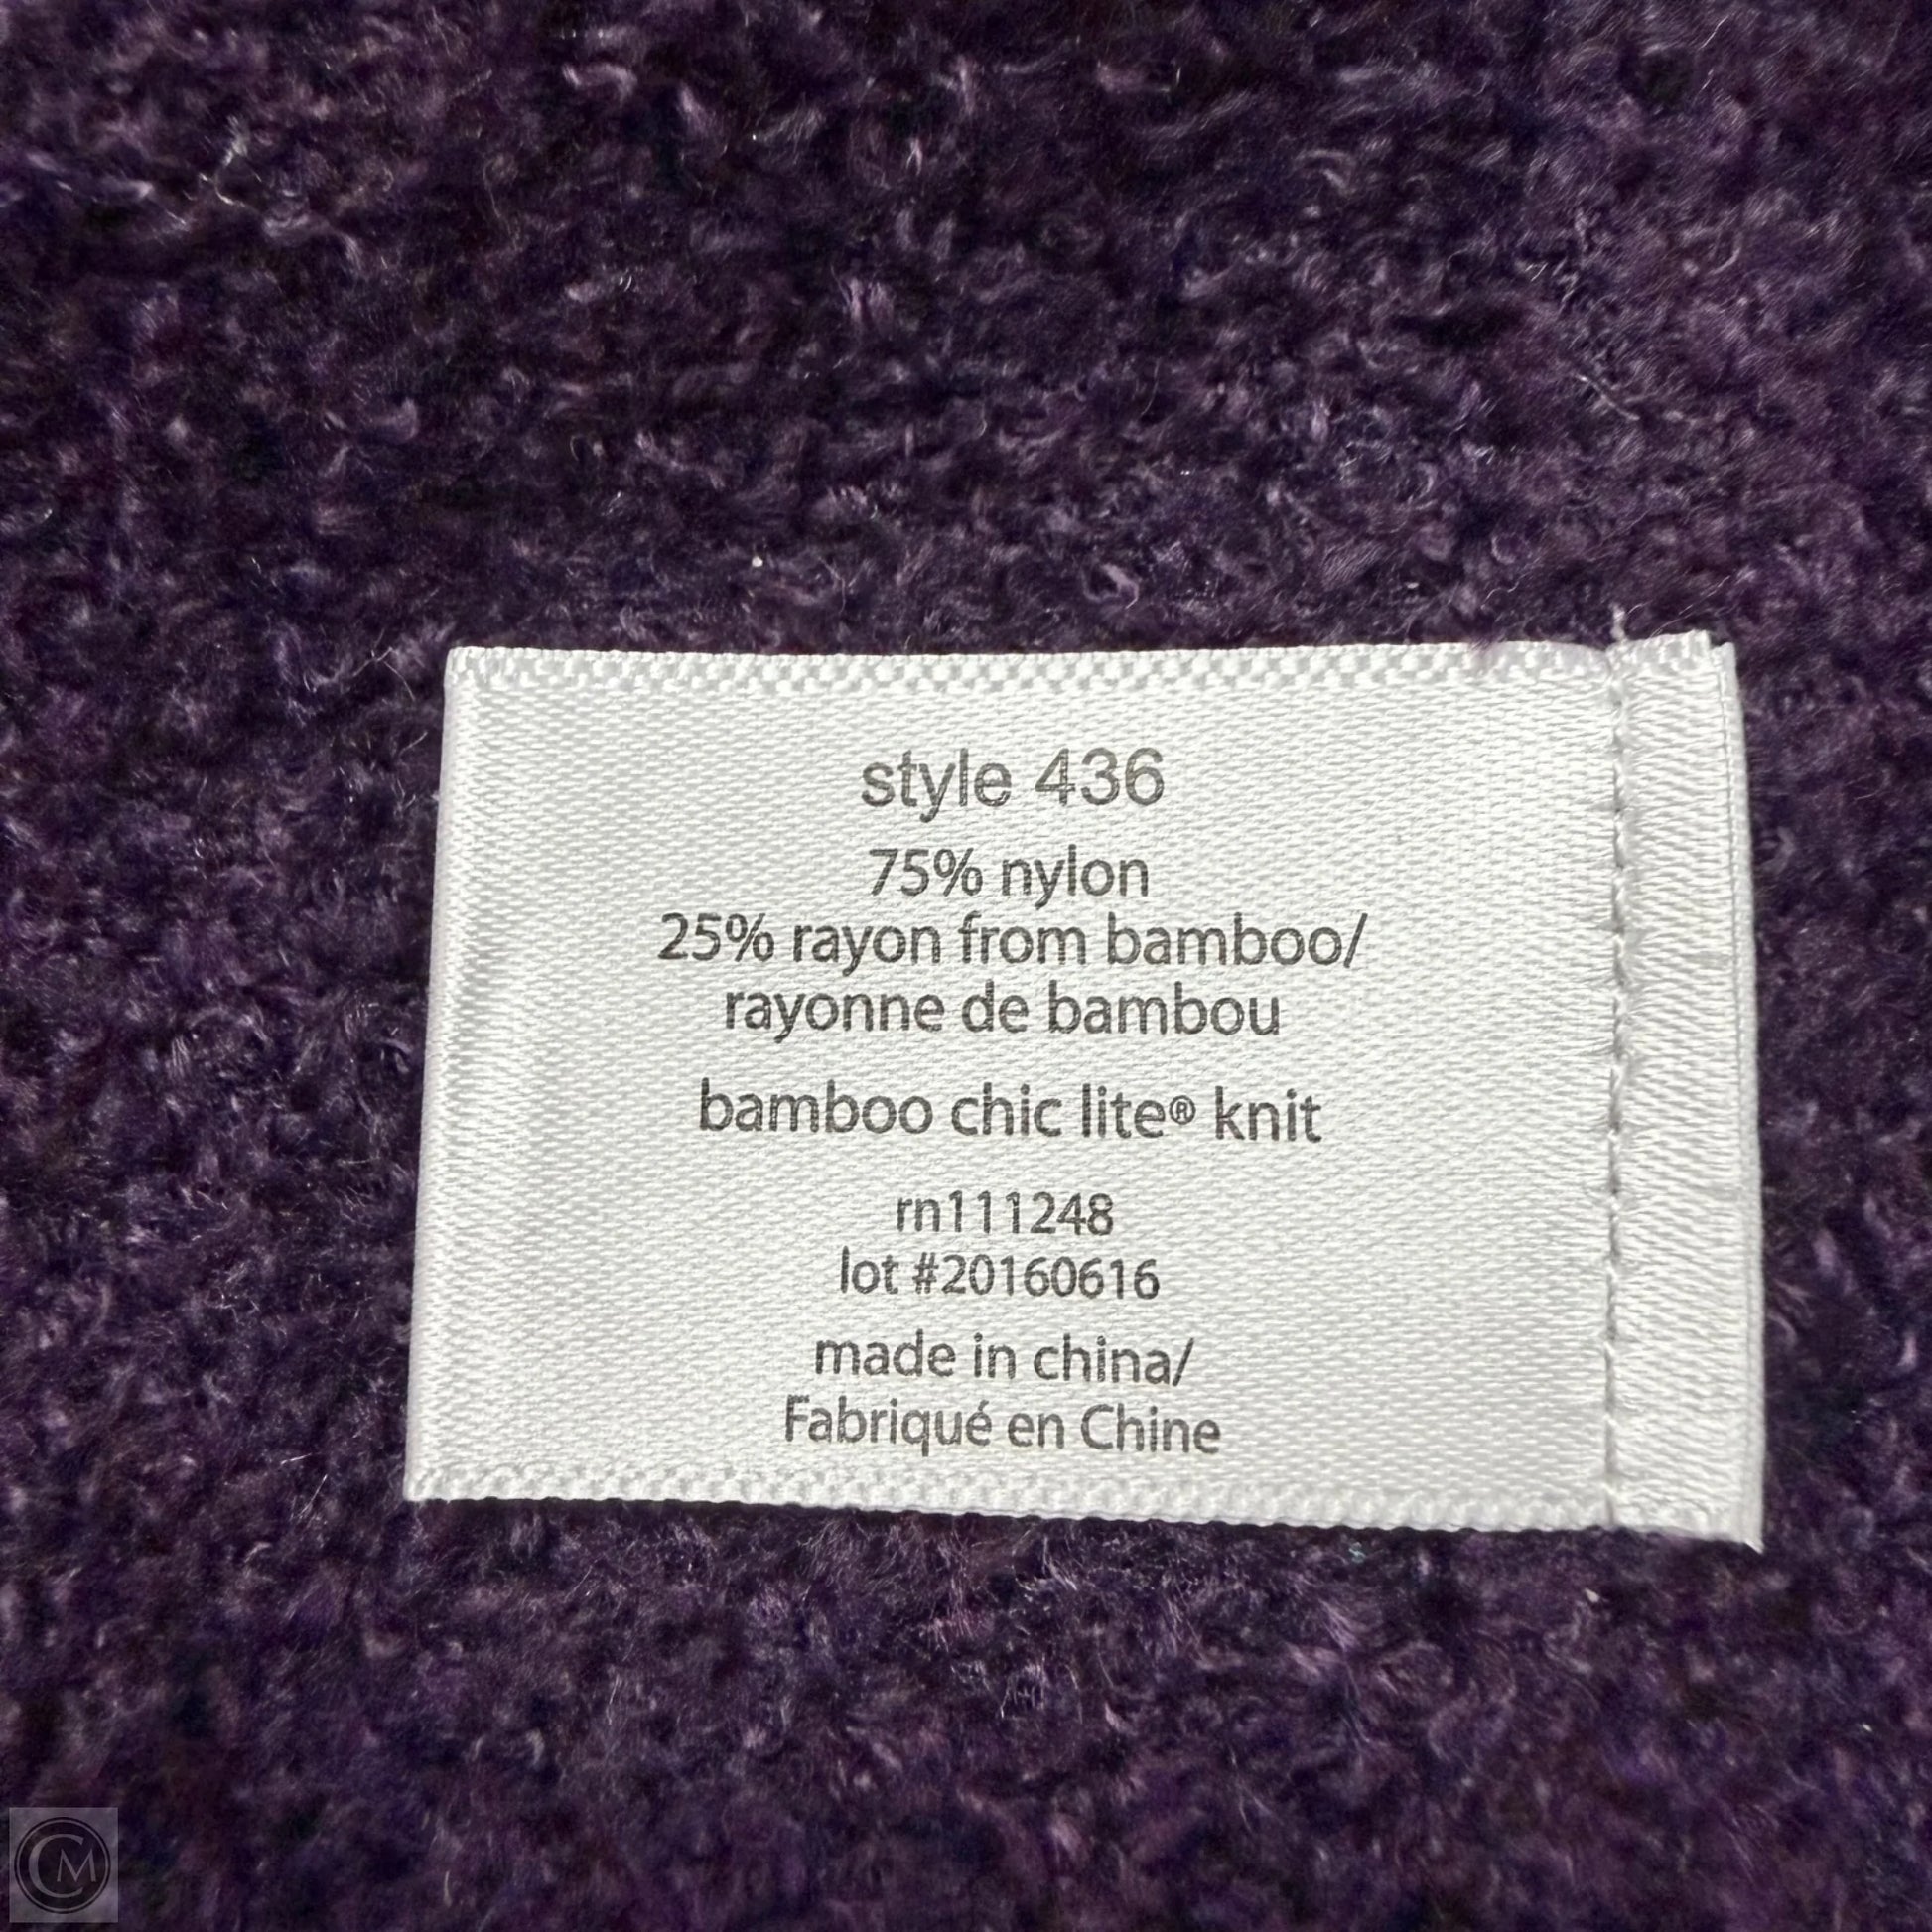 style 436
75% nylon
25% rayon from bamboo/
rayonne de bambou
bamboo chic lite® knit
rn111248
lot #20160616
made in china/
Fabriqué en Chine
CM